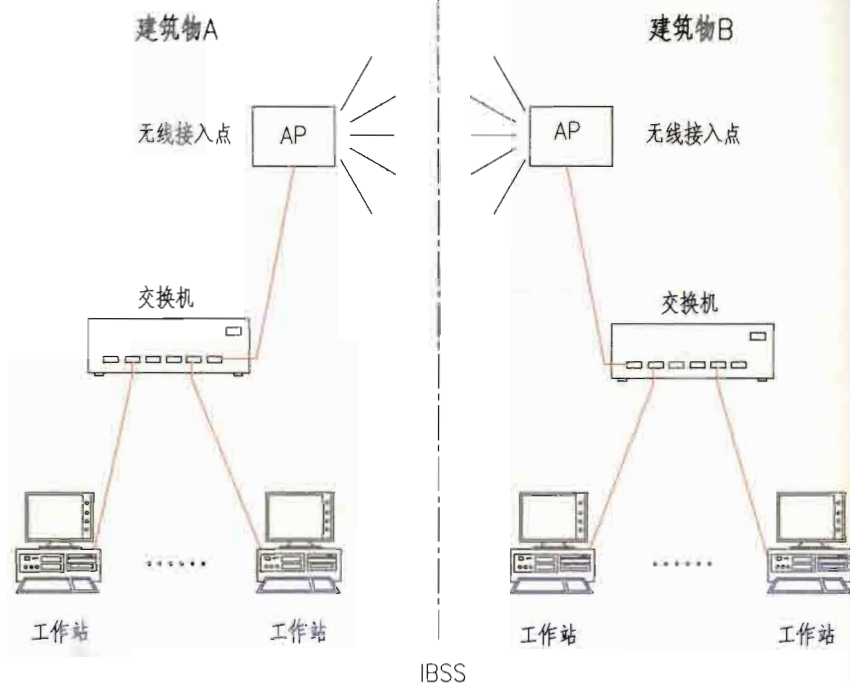 建筑物A
建筑物B
无线接入点
AP
AP
无线接入点
交换机
交换机
工作站
工作站
工作站
工作站
IBSS